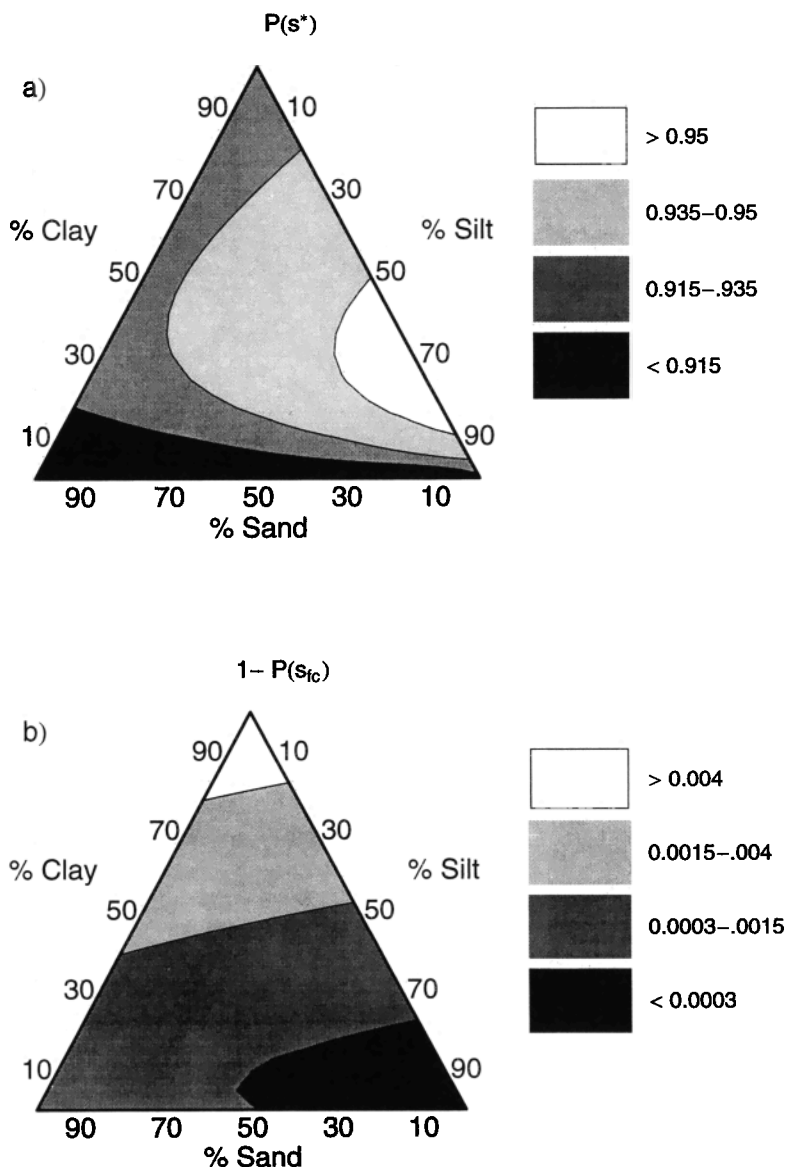 P(s*)
a)
90 10
> 0.95
70 30
0.935–0.95
% Clay % Silt
50 50
0.915–.935
30 70
< 0.915
10 90
90 70 50 30 10
% Sand
1– P(sfc)
b)
90 10
> 0.004
70 30
0.0015–.004
% Clay % Silt
50 50
0.0003–.0015
30 70
< 0.0003
10 90
90 70 50 30 10
% Sand